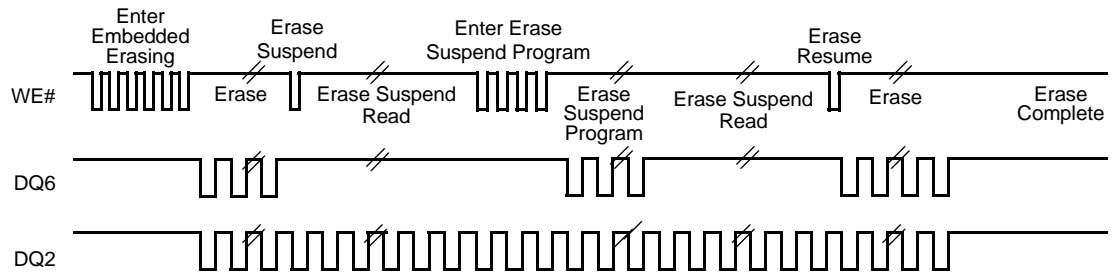 Enter
Embedded
Erasing
Erase
Suspend
Enter Erase
Suspend Program
Erase
Resume
WE#
Erase
Erase Suspend
Read
Erase
Suspend
Program
Erase Suspend
Read
Erase
Erase
Complete
DQ6
DQ2